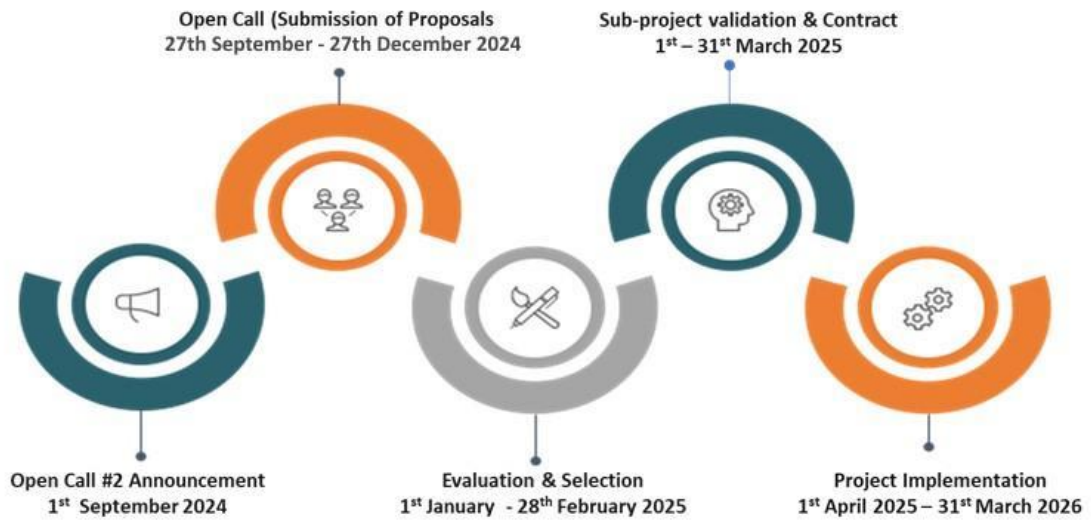 Open Call (Submission of Proposals
27th September - 27th December 2024
Sub-project validation & Contract
1st – 31st March 2025
Open Call #2 Announcement
1st September 2024
Evaluation & Selection
1st January - 28th February 2025
Project Implementation
1st April 2025 – 31st March 2026